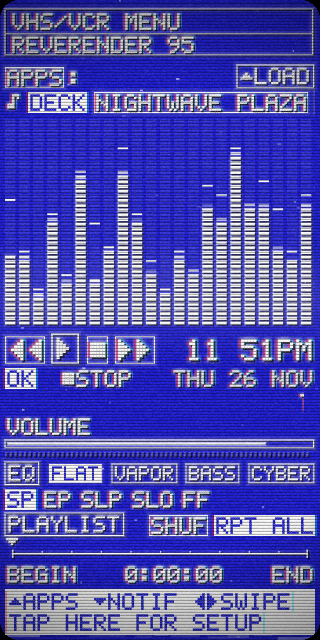 VHS/VCR MENU
REVERENDER 95
APPS:
LOAD
DECK NIGHTWAVE PLAZA
11 51PM
OK STOP THU 26 NOV
VOLUME
EQ FLAT VAPOR BASS CYBER
SP EP SLP SLO FF
PLAYLIST SHUF RPT ALL
BEGIN 0:00:00 END
APPS NOTIF SWIPE
TAP HERE FOR SETUP